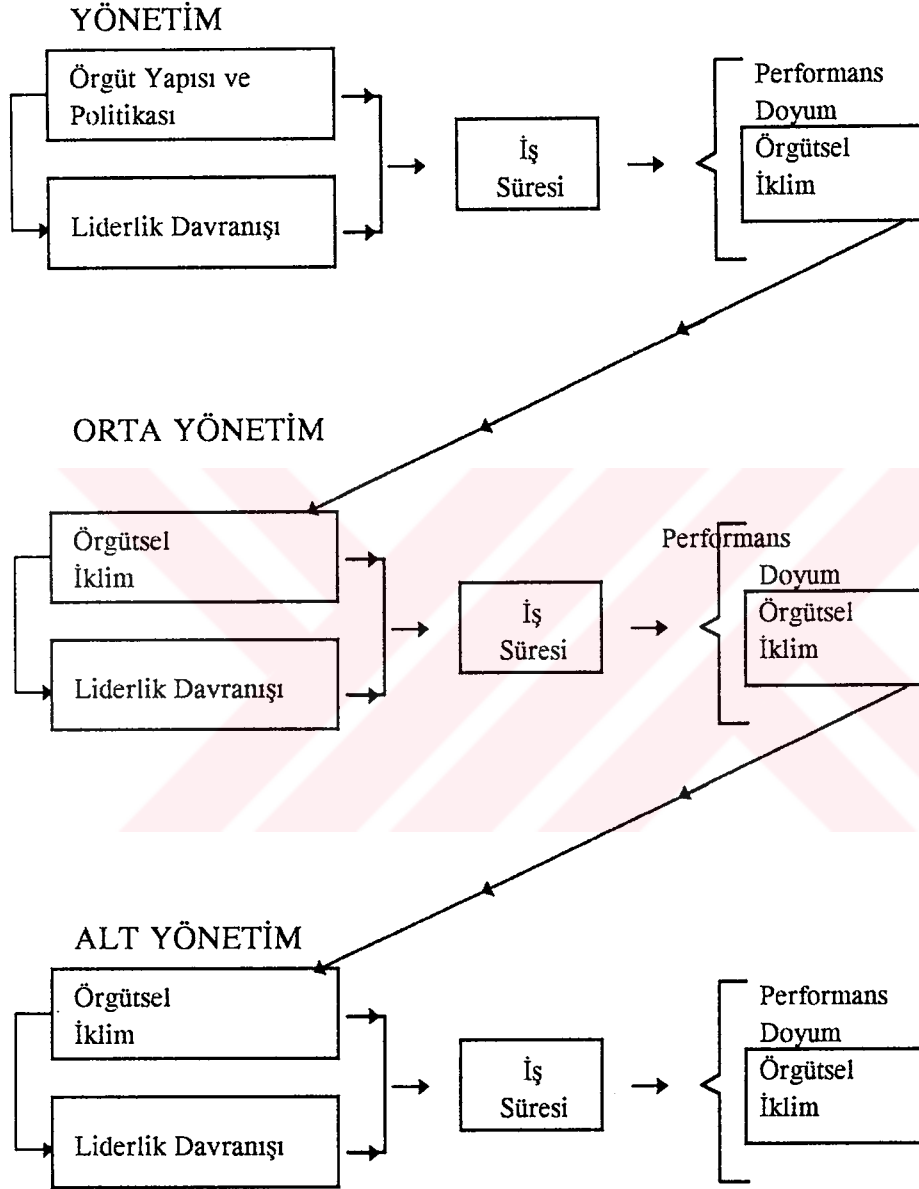 YÖNETİM
Örgüt Yapısı ve
Politikası
Liderlik Davranışı
İş
Süresi
Performans
Doyum
Örgütsel
İklim
ORTA YÖNETİM
Örgütsel
İklim
Liderlik Davranışı
İş
Süresi
Performans
Doyum
Örgütsel
İklim
ALT YÖNETİM
Örgütsel
İklim
Liderlik Davranışı
İş
Süresi
Performans
Doyum
Örgütsel
İklim